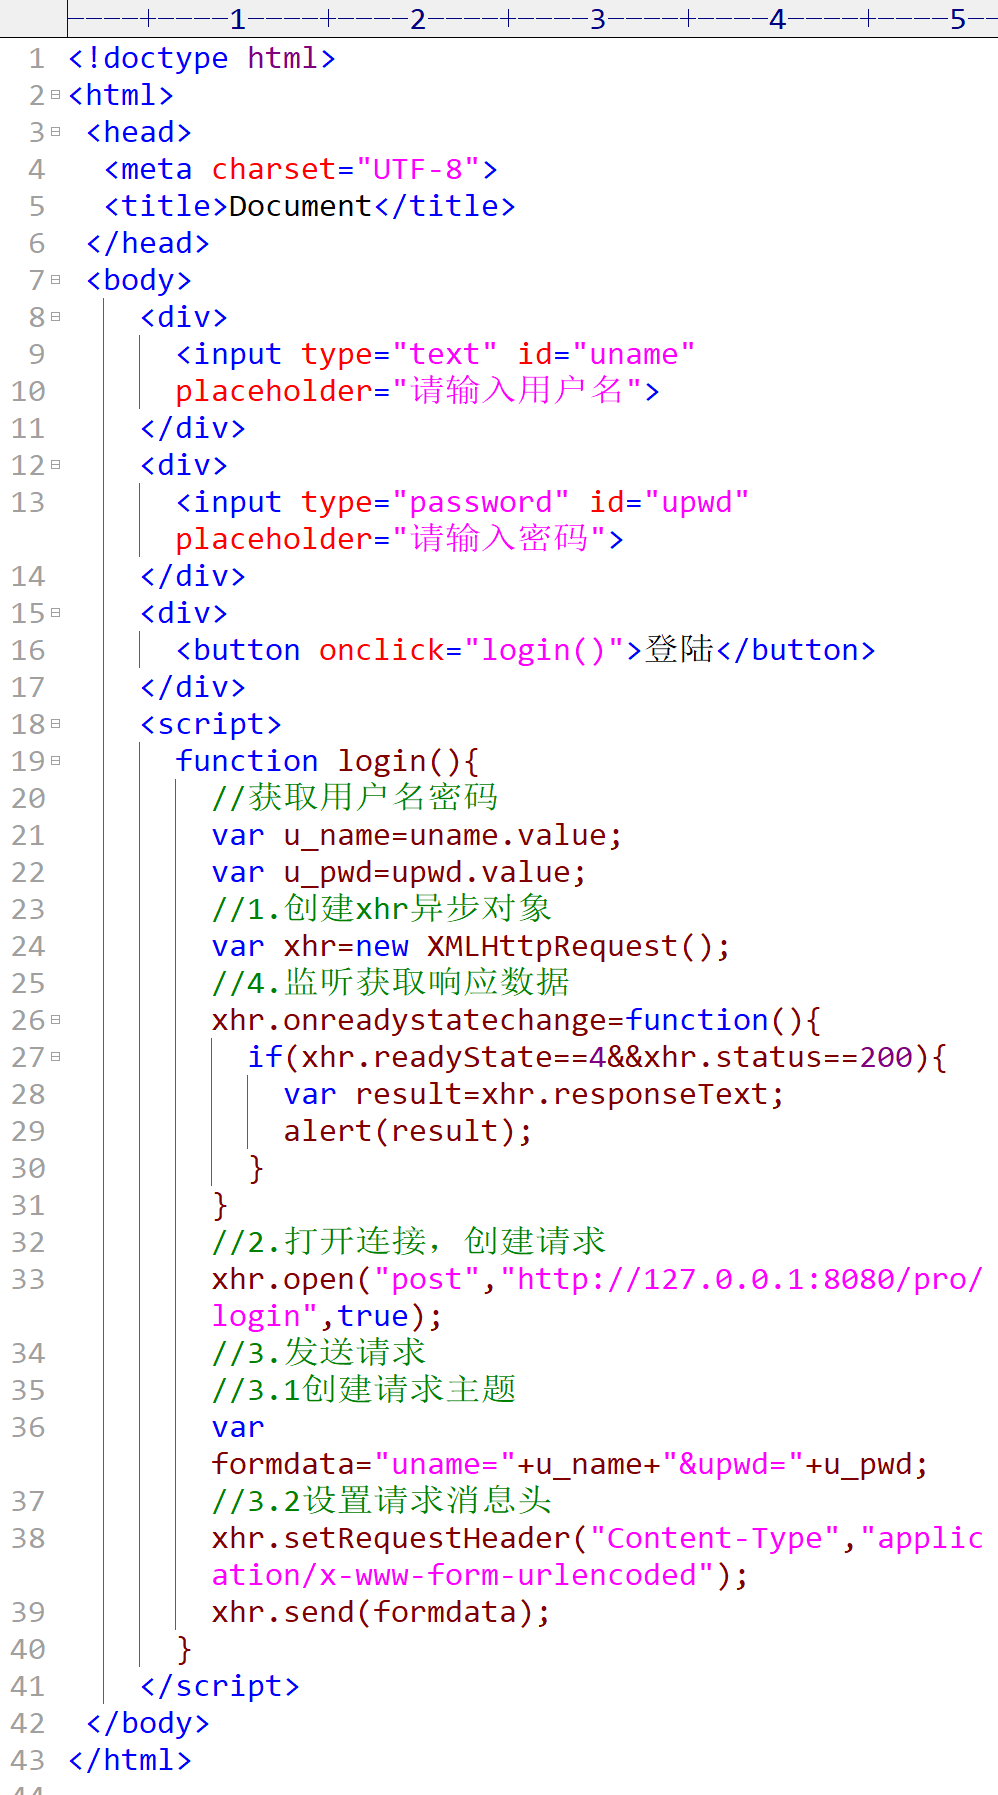 --------+---------1---------+---------2---------+---------3---------+---------4---------+---------5--
1 <!doctype html>
2 <html>
3 <head>
4 <meta charset="UTF-8">
5 <title>Document</title>
6 </head>
7 <body>
8 <div>
9 <input type="text" id="uname"
10 placeholder="请输入用户名">
11 </div>
12 <div>
13 <input type="password" id="upwd"
placeholder="请输入密码">
14 </div>
15 <div>
16 <button onclick="login()">登陆</button>
17 </div>
18 <script>
19 function login(){
20 //获取用户名密码
21 var u_name=uname.value;
22 var u_pwd=upwd.value;
23 //1.创建xhr异步对象
24 var xhr=new XMLHttpRequest();
25 //4.监听获取响应数据
26 xhr.onreadystatechange=function(){
27 if(xhr.readyState==4&&xhr.status==200){
28 var result=xhr.responseText;
29 alert(result);
30 }
31 }
32 //2.打开连接，创建请求
33 xhr.open("post","http://127.0.0.1:8080/pro/
login",true);
34 //3.发送请求
35 //3.1创建请求主题
36 var
formdata="uname="+u_name+"&upwd="+u_pwd;
37 //3.2设置请求消息头
38 xhr.setRequestHeader("Content-Type","applic
ation/x-www-form-urlencoded");
39 xhr.send(formdata);
40 }
41 </script>
42 </body>
43 </html>
44